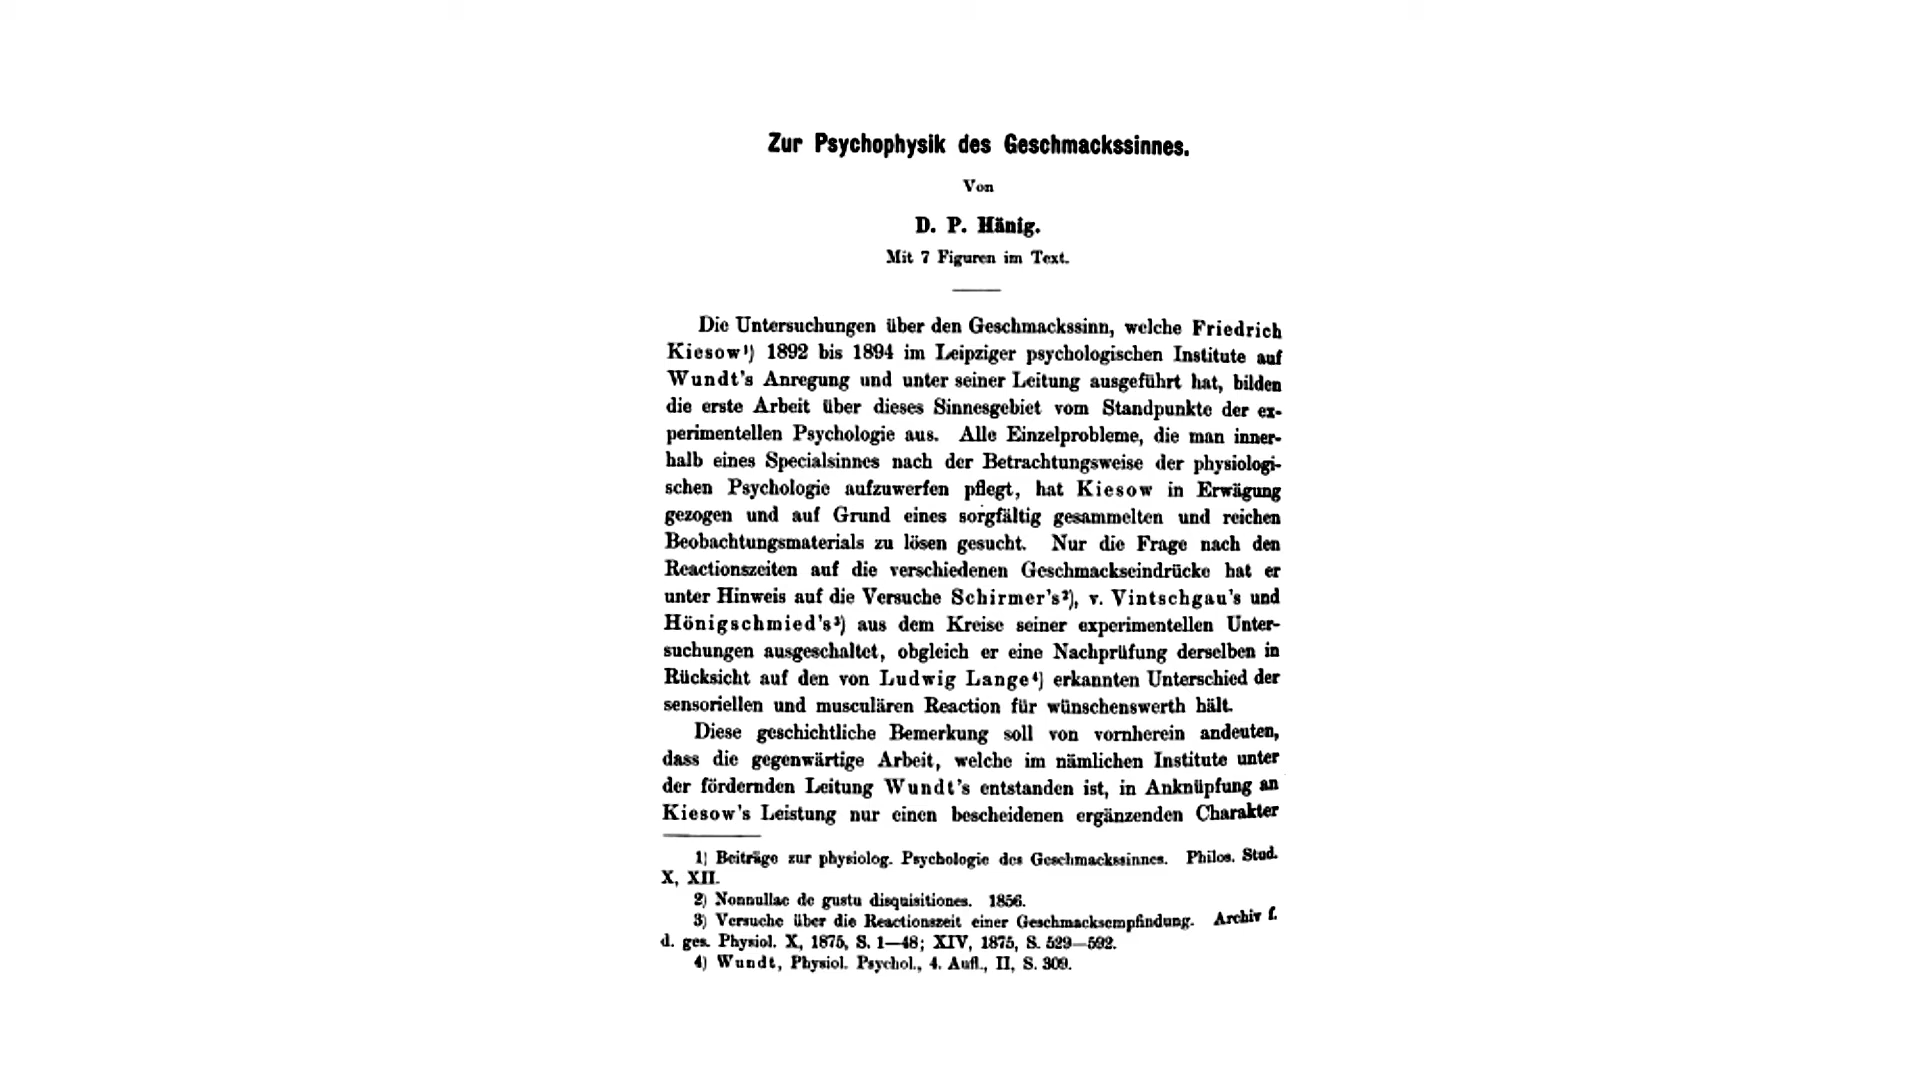 Zur Psychophysik des Geschmackssinnes.
Von
D. P. Hänig.
Mit 7 Figuren im Text.
Die Untersuchungen über den Geschmackssinn, welche Friedrich
Kiesow¹) 1892 bis 1894 im Leipziger psychologischen Institute auf
Wundt's Anregung und unter seiner Leitung ausgeführt hat, bilden
die erste Arbeit über dieses Sinnesgebiet vom Standpunkte der ex-
perimentellen Psychologie aus. Alle Einzelprobleme, die man inner-
halb eines Specialsinnes nach der Betrachtungsweise der physiologi-
schen Psychologie aufzuwerfen pflegt, hat Kiesow in Erwägung
gezogen und auf Grund eines sorgfältig gesammelten und reichen
Beobachtungsmaterials zu lösen gesucht. Nur die Frage nach den
Reactionszeiten auf die verschiedenen Geschmackseindrücke hat er
unter Hinweis auf die Versuche Schirmer's²), v. Vintschgau's und
Hönigschmied's³) aus dem Kreise seiner experimentellen Unter-
suchungen ausgeschaltet, obgleich er eine Nachprüfung derselben in
Rücksicht auf den von Ludwig Lange⁴) erkannten Unterschied der
sensoriellen und musculären Reaction für wünschenswerth hält.
Diese geschichtliche Bemerkung soll von vornherein andeuten,
dass die gegenwärtige Arbeit, welche im nämlichen Institute unter
der fördernden Leitung Wundt's entstanden ist, in Anknüpfung an
Kiesow's Leistung nur einen bescheidenen ergänzenden Charakter
1) Beiträge zur physiolog. Psychologie des Geschmackssinnes. Philos. Stud.
X, XII.
2) Nonnullae de gustu disquisitiones. 1856.
3) Versuche über die Reactionszeit einer Geschmacksempfindung. Archiv f.
d. ges. Physiol. X, 1875, S. 1—48; XIV, 1875, S. 529—592.
4) Wundt, Physiol. Psychol., 4. Aufl., II, S. 309.